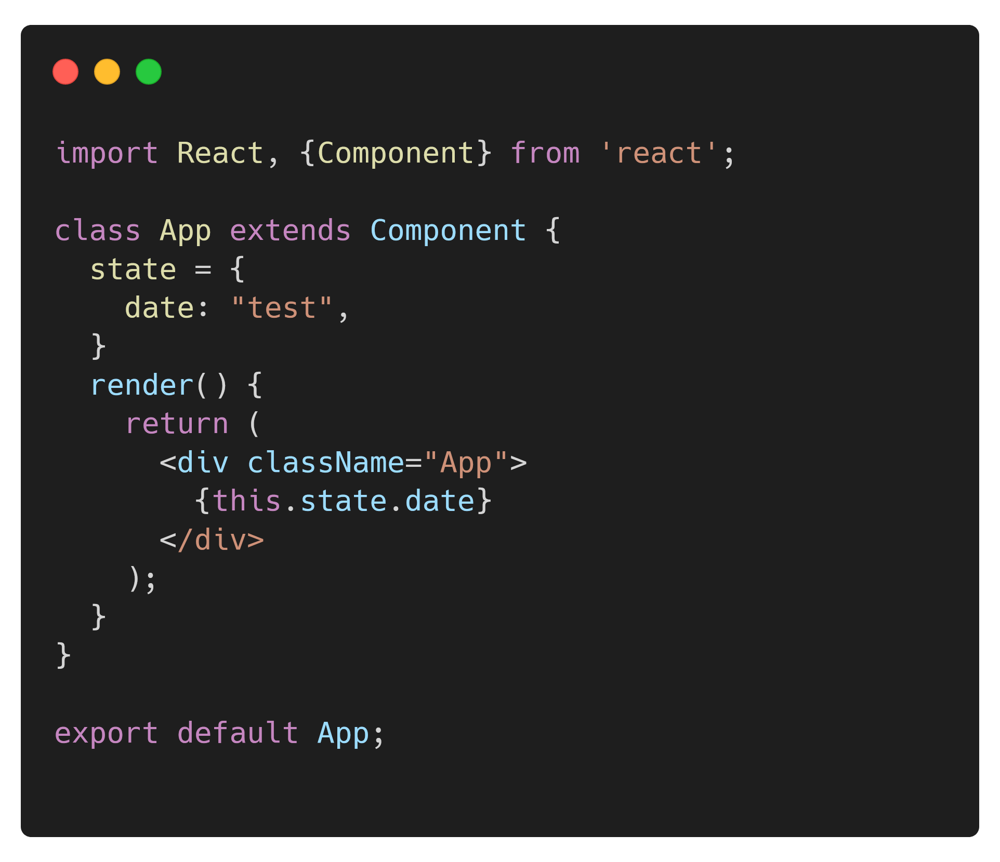 import React, {Component} from 'react';

class App extends Component {
  state = {
    date: "test",
  }
  render() {
    return (
      <div className="App">
        {this.state.date}
      </div>
    );
  }
}

export default App;